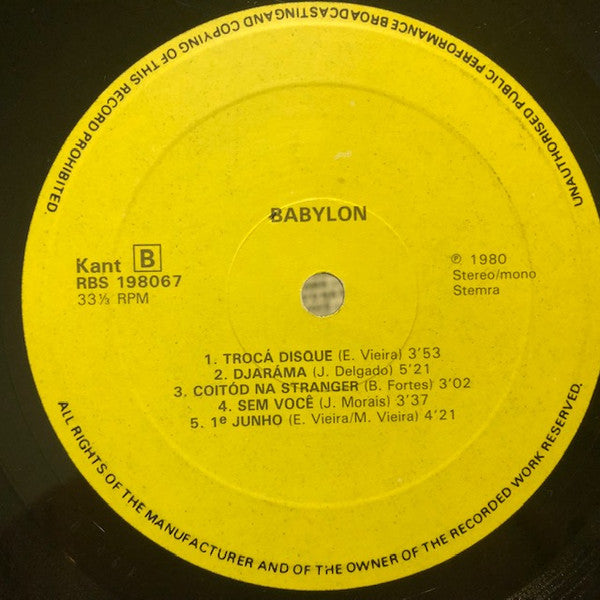 UNAUTHORISED PUBLIC PERFORMANCE BROADCASTING AND COPYING OF THIS RECORD PROHIBITED.
BABYLON
Kant B
RBS 198067
33⅓ RPM
℗ 1980
Stereo/mono
Stemra
1. TROCÁ DISQUE (E. Vieira) 3'53
2. DJARÁMA (J. Delgado) 5'21
3. COITÓD NA STRANGER (B. Fortes) 3'02
4. SEM VOCÊ (J. Morais) 3'37
5. 1e JUNHO (E. Vieira/M. Vieira) 4'21
ALL RIGHTS OF THE MANUFACTURER AND OF THE OWNER OF THE RECORDED WORK RESERVED.